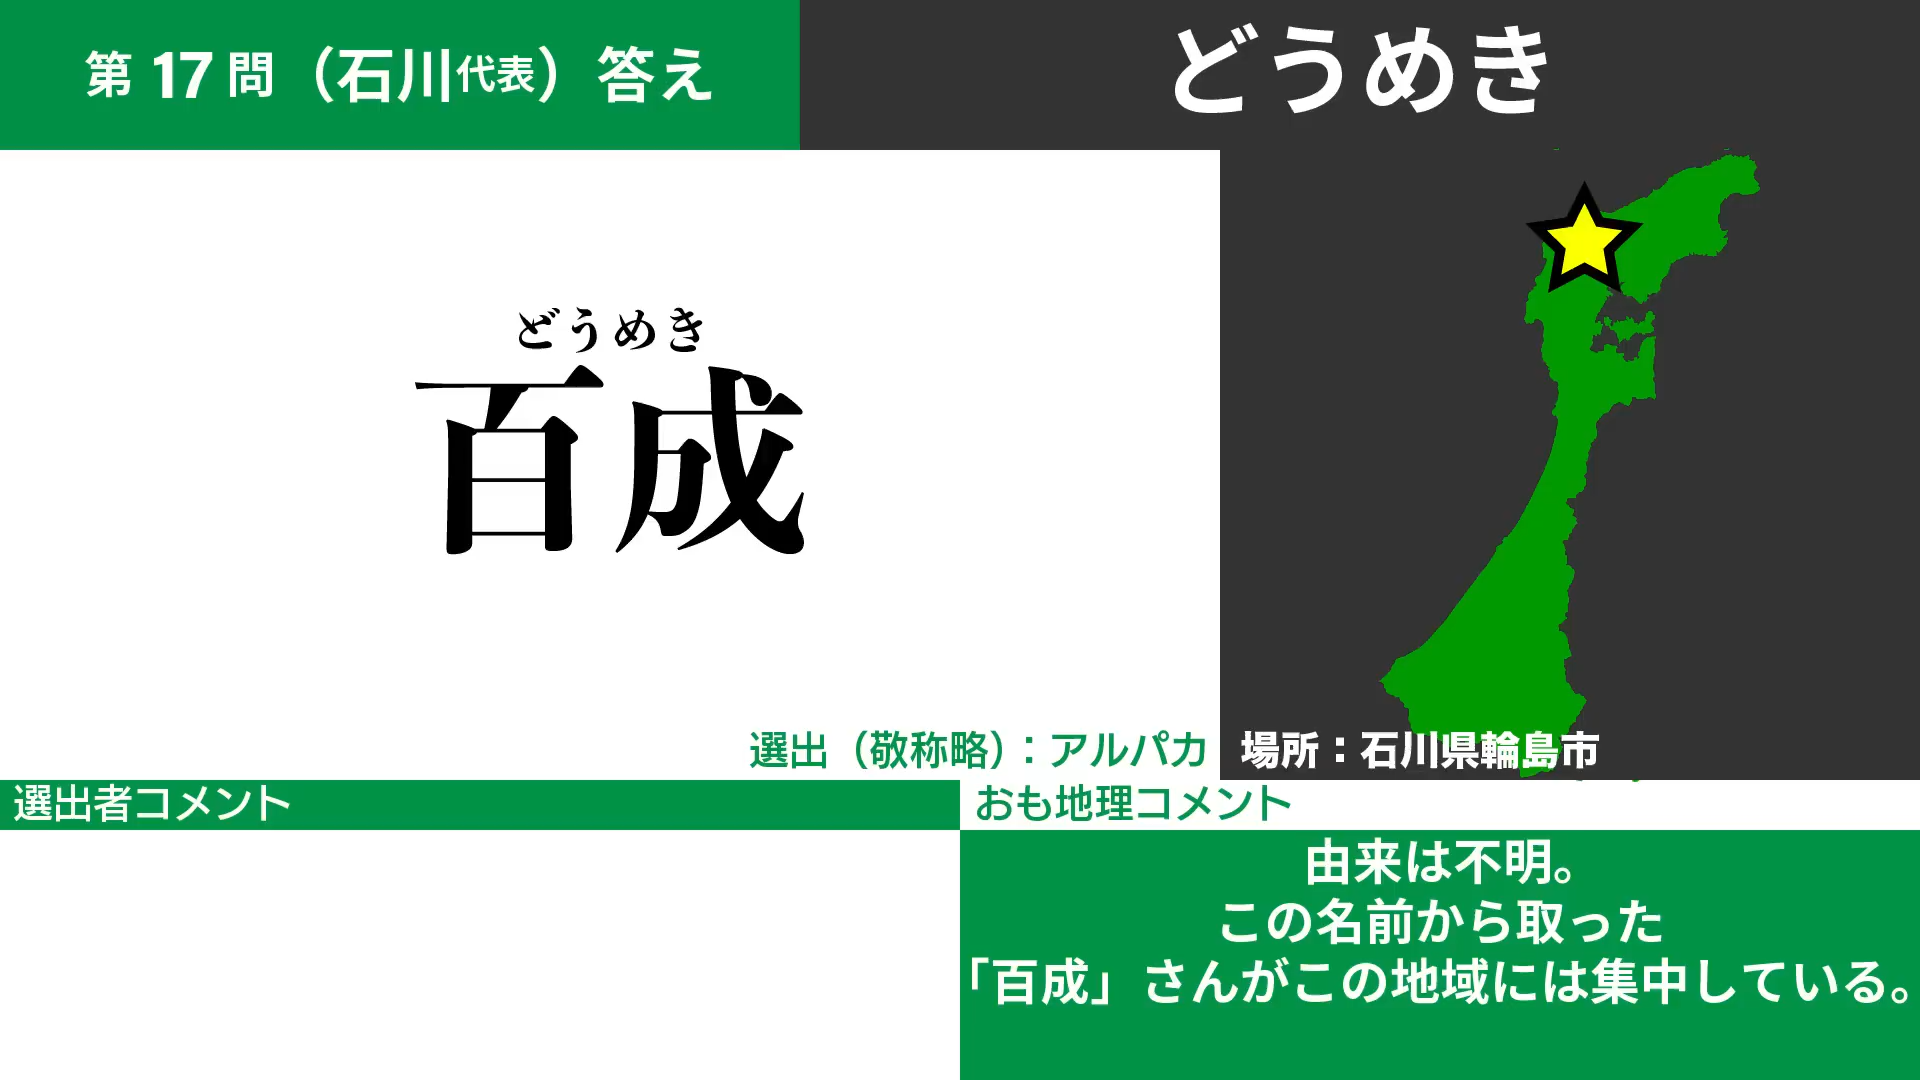 第17問（石川代表）答え
どうめき
どうめき
百成
選出（敬称略）：アルパカ
場所：石川県輪島市
選出者コメント
おも地理コメント
由来は不明。
この名前から取った
「百成」さんがこの地域には集中している。